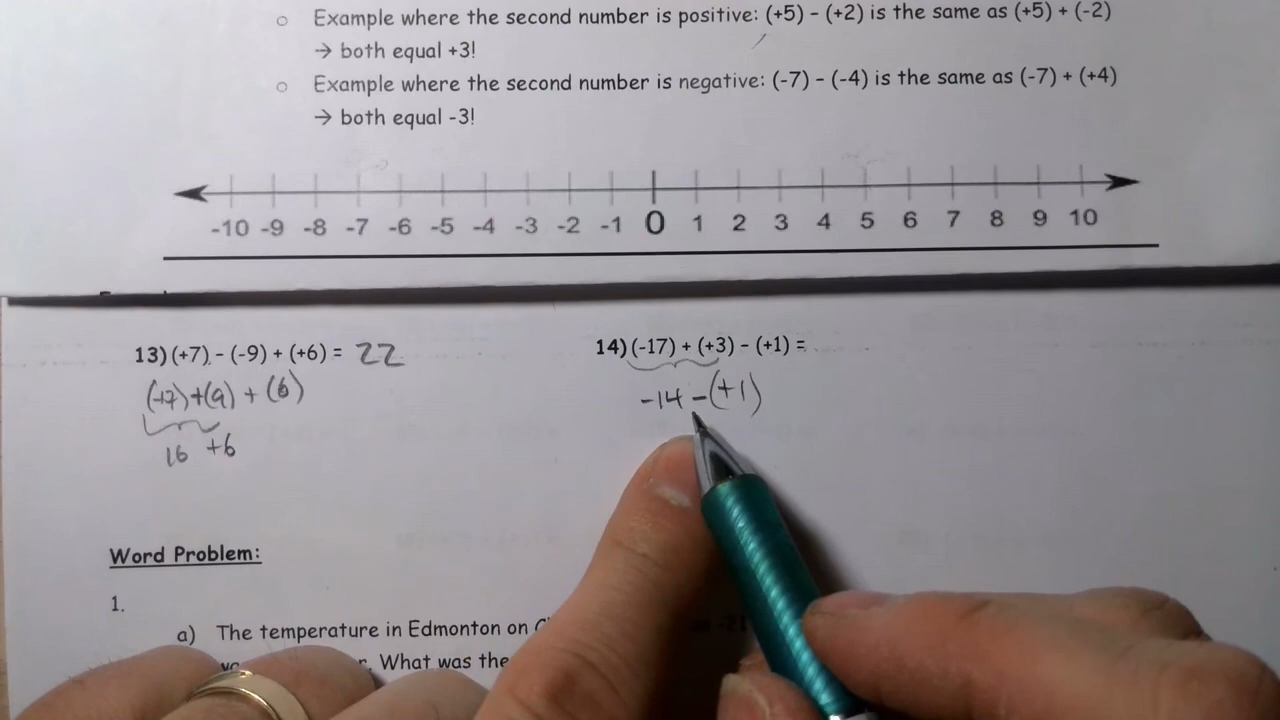 ○ Example where the second number is positive: (+5) - (+2) is the same as (+5) + (-2)
→ both equal +3!
○ Example where the second number is negative: (-7) - (-4) is the same as (-7) + (+4)
→ both equal -3!
-10 -9 -8 -7 -6 -5 -4 -3 -2 -1 0 1 2 3 4 5 6 7 8 9 10
13) (+7) - (-9) + (+6) = 22
(+7)+(9) + (6)
16 +6
14) (-17) + (+3) - (+1) =
-14 -(+1)
Word Problem:
1.
a) The temperature in Edmonton on
What was the